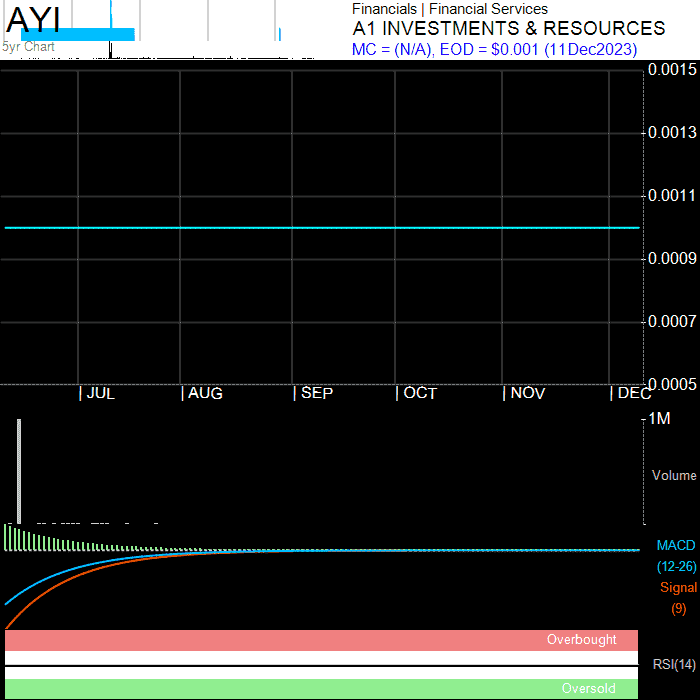 AYI
5yr Chart
Financials | Financial Services
A1 INVESTMENTS & RESOURCES
MC = (N/A), EOD = $0.001 (11Dec2023)
0.0015
0.0013
0.0011
0.0009
0.0007
0.0005
| JUL | AUG | SEP | OCT | NOV | DEC
1M
Volume
MACD
(12-26)
Signal
(9)
Overbought
RSI(14)
Oversold